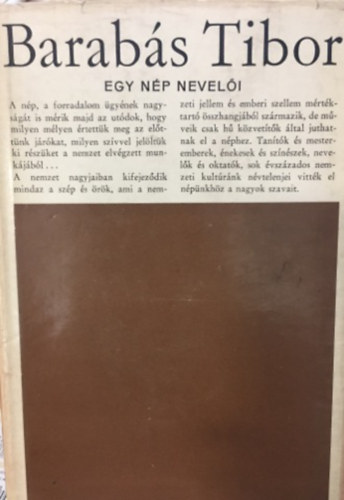 Barabás Tibor
EGY NÉP NEVELŐI
A nép, a forradalom ügyének nagy-
ságát is mérik majd az utódok, hogy
milyen mélyen értettük meg az előt-
tünk járókat, milyen szívvel jelöltük
ki részüket a nemzet elvégzett mun-
kájából...
A nemzet nagyjaiban kifejeződik
mindaz a szép és örök, ami a nem-
zeti jellem és emberi szellem mérték-
tartó összhangjából származik, de mű-
veik csak hű közvetítők által juthat-
nak el a néphez. Tanítók és mester-
emberek, énekesek és színészek, neve-
lők és oktatók, sok évszázados nem-
zeti kultúránk névtelenjei vitték el
népünkhöz a nagyok szavait.